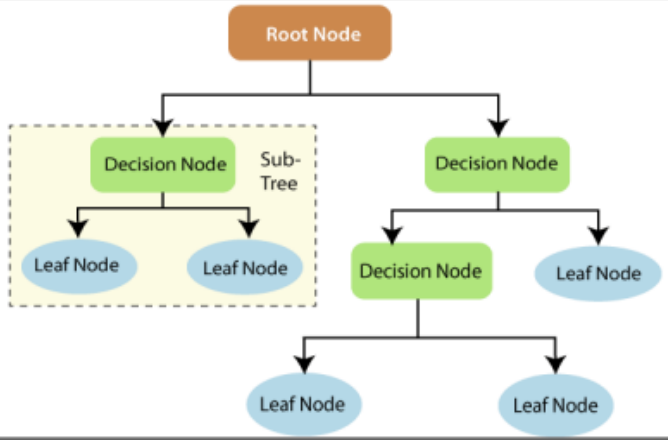 Root Node
Decision Node
Sub-
Tree
Decision Node
Leaf Node
Leaf Node
Decision Node
Leaf Node
Leaf Node
Leaf Node